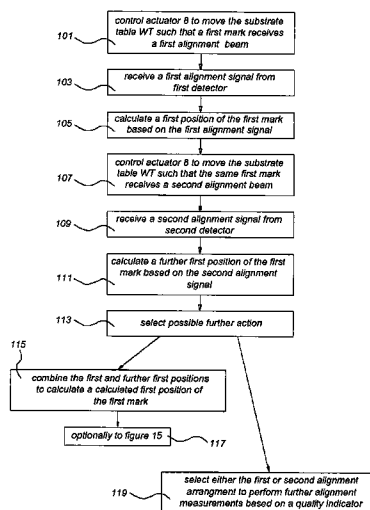 101
control actuator 8 to move the substrate
table WT such that a first mark receives
a first alignment beam
103
receive a first alignment signal from
first detector
105
calculate a first position of the first mark
based on the first alignment signal
107
control actuator 8 to move the substrate
table WT such that the same first mark
receives a second alignment beam
109
receive a second alignment signal from
second detector
111
calculate a further first position of the
first mark based on the second alignment
signal
113
select possible further action
115
combine the first and further first positions
to calculate a calculated first position of
the first mark
optionally to figure 15
117
119
select either the first or second alignment
arrangment to perform further alignment
measurements based on a quality indicator